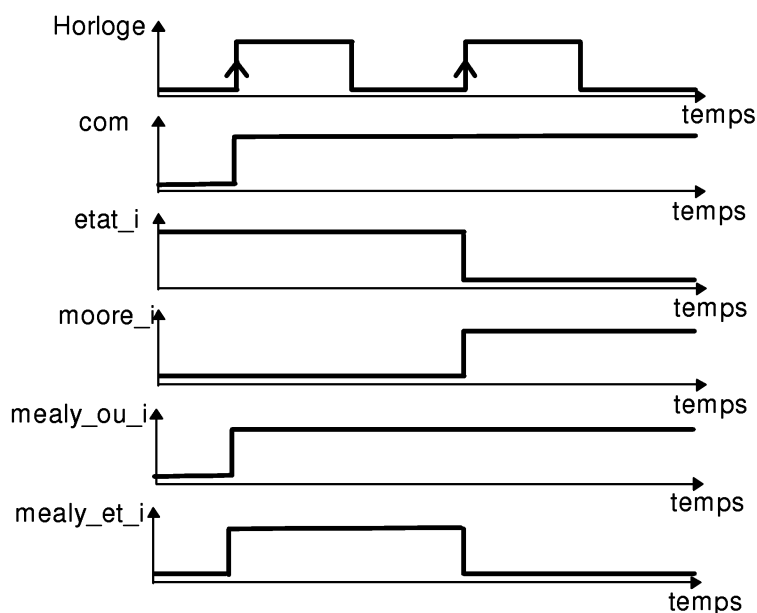 Horloge
temps
com
temps
etat_i
temps
moore_i
temps
mealy_ou_i
temps
mealy_et_i
temps